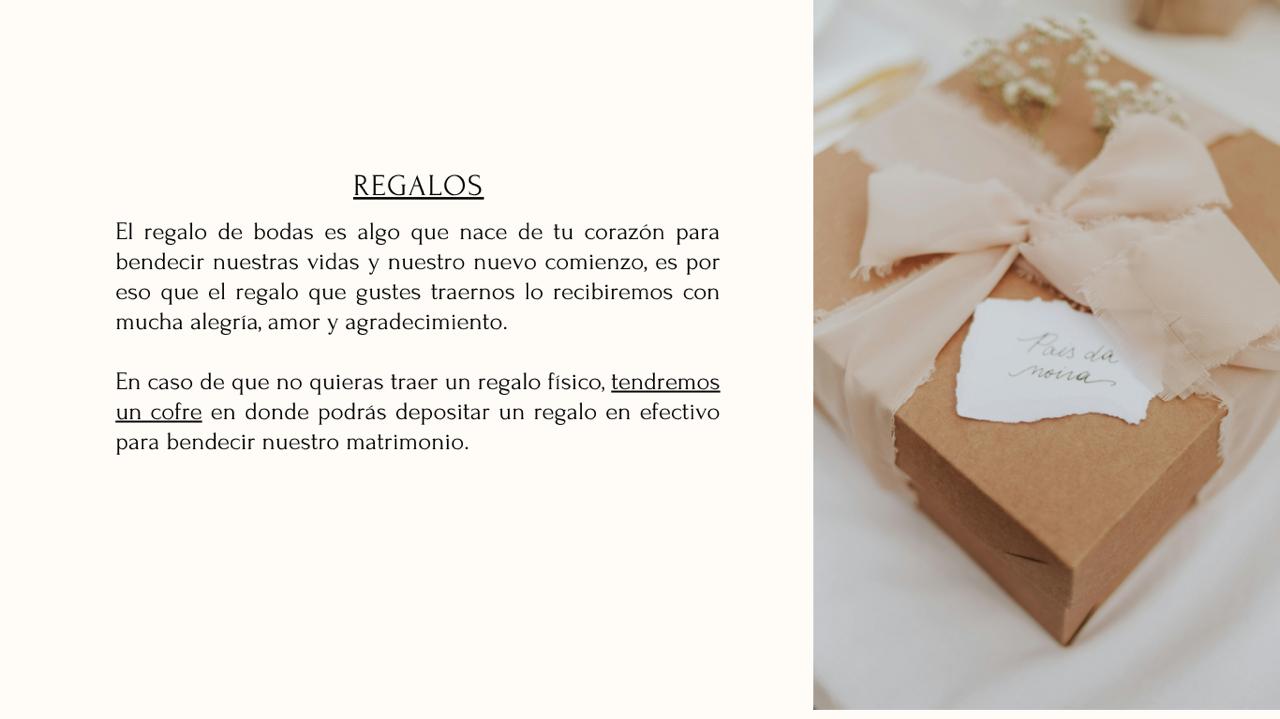 REGALOS
El regalo de bodas es algo que nace de tu corazón para
bendecir nuestras vidas y nuestro nuevo comienzo, es por
eso que el regalo que gustes traernos lo recibiremos con
mucha alegría, amor y agradecimiento.
En caso de que no quieras traer un regalo físico, tendremos
un cofre en donde podrás depositar un regalo en efectivo
para bendecir nuestro matrimonio.
Pais da
noiva